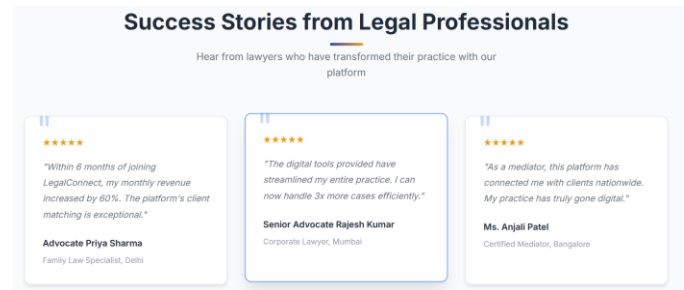 Success Stories from Legal Professionals
Hear from lawyers who have transformed their practice with our
platform
"
★★★★★
"Within 6 months of joining
LegalConnect, my monthly revenue
increased by 60%. The platform's client
matching is exceptional."
Advocate Priya Sharma
Family Law Specialist, Delhi
"
★★★★★
"The digital tools provided have
streamlined my entire practice. I can
now handle 3x more cases efficiently."
Senior Advocate Rajesh Kumar
Corporate Lawyer, Mumbai
"
★★★★★
"As a mediator, this platform has
connected me with clients nationwide.
My practice has truly gone digital."
Ms. Anjali Patel
Certified Mediator, Bangalore